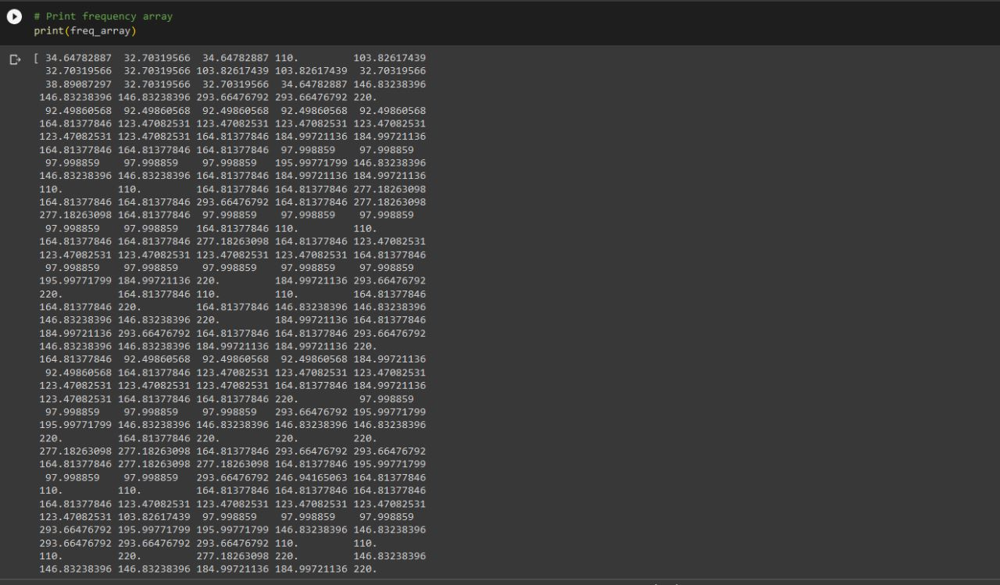 # Print frequency array
print(freq_array)
[ 34.64782887  32.70319566  34.64782887 110.         103.82617439
  32.70319566  32.70319566 103.82617439 103.82617439  32.70319566
  38.89087297  32.70319566  32.70319566  34.64782887 146.83238396
 146.83238396 146.83238396 293.66476792 293.66476792 220.
  92.49860568  92.49860568  92.49860568  92.49860568  92.49860568
 164.81377846 123.47082531 123.47082531 123.47082531 123.47082531
 123.47082531 123.47082531 164.81377846 184.99721136 184.99721136
 164.81377846 164.81377846 164.81377846  97.998859    97.998859
  97.998859    97.998859    97.998859   195.99771799 146.83238396
 146.83238396 146.83238396 164.81377846 184.99721136 184.99721136
 110.         110.         164.81377846 164.81377846 277.18263098
 164.81377846 164.81377846 293.66476792 164.81377846 277.18263098
 277.18263098 164.81377846  97.998859    97.998859    97.998859
  97.998859    97.998859   164.81377846 110.         110.
 164.81377846 164.81377846 277.18263098 164.81377846 123.47082531
 123.47082531 123.47082531 123.47082531 123.47082531 164.81377846
  97.998859    97.998859    97.998859    97.998859    97.998859
 195.99771799 184.99721136 220.         184.99721136 293.66476792
 220.         164.81377846 110.         110.         164.81377846
 164.81377846 220.         164.81377846 146.83238396 146.83238396
 146.83238396 146.83238396 220.         184.99721136 164.81377846
 184.99721136 293.66476792 164.81377846 164.81377846 293.66476792
 146.83238396 146.83238396 184.99721136 184.99721136 220.
 164.81377846  92.49860568  92.49860568  92.49860568 184.99721136
  92.49860568 164.81377846 123.47082531 123.47082531 123.47082531
 123.47082531 123.47082531 123.47082531 164.81377846 184.99721136
 123.47082531 164.81377846 164.81377846 220.          97.998859
  97.998859    97.998859    97.998859   293.66476792 195.99771799
 195.99771799 146.83238396 146.83238396 146.83238396 146.83238396
 220.         164.81377846 220.         220.         220.
 277.18263098 277.18263098 164.81377846 293.66476792 293.66476792
 164.81377846 277.18263098 277.18263098 164.81377846 195.99771799
  97.998859    97.998859   293.66476792 246.94165063 164.81377846
 110.         110.         164.81377846 164.81377846 164.81377846
 164.81377846 123.47082531 123.47082531 123.47082531 123.47082531
 123.47082531 103.82617439  97.998859    97.998859    97.998859
 293.66476792 195.99771799 195.99771799 146.83238396 146.83238396
 293.66476792 293.66476792 293.66476792 110.         110.
 110.         220.         277.18263098 220.         146.83238396
 146.83238396 146.83238396 184.99721136 184.99721136 220.